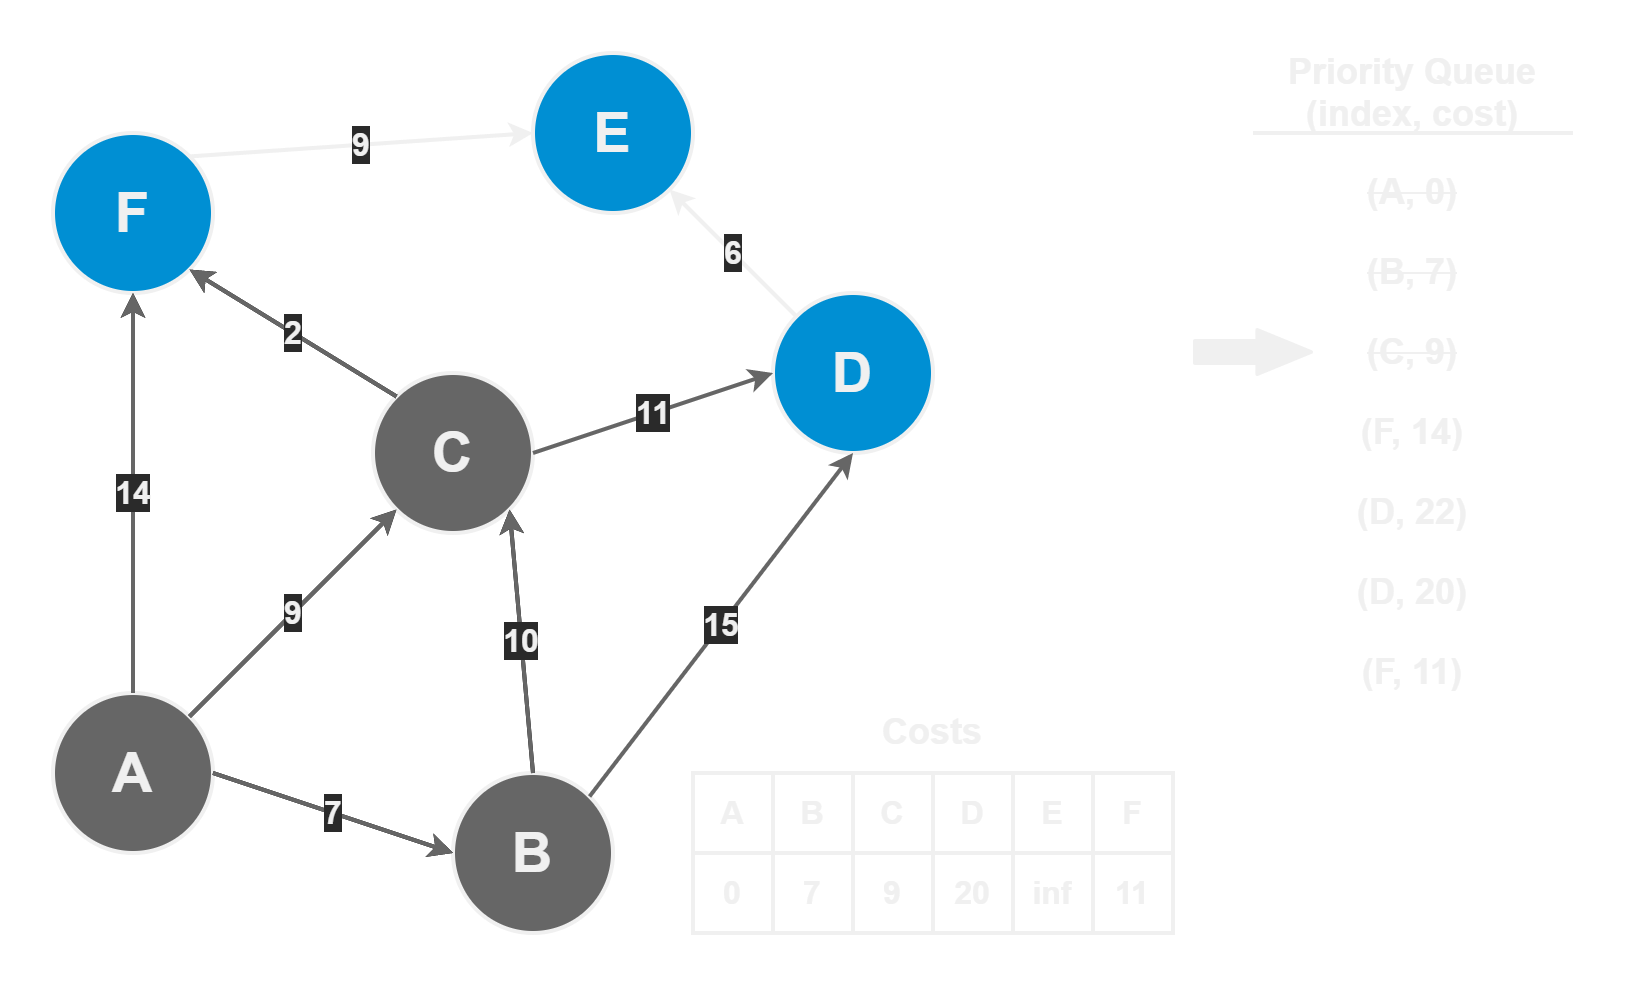 Priority Queue
(index, cost)
(A, 0)
(B, 7)
(C, 9)
(F, 14)
(D, 22)
(D, 20)
(F, 11)
E
9
F
6
2
D
11
C
14
9
10
15
A
7
B
Costs
A B C D E F
0 7 9 20 inf 11